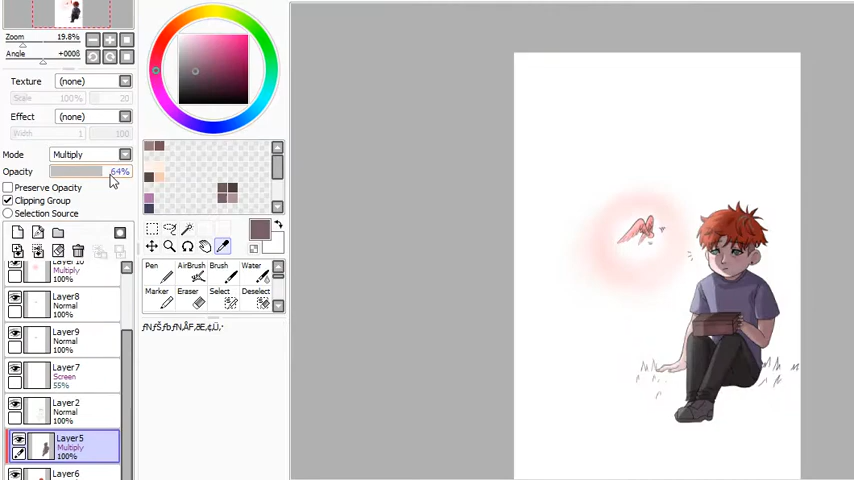 Zoom 19.8%
Angle +0008
Texture (none)
Scale 100% 20
Effect (none)
Width 1 100
Mode Multiply
Opacity 64%
Preserve Opacity
Clipping Group
Selection Source
Pen AirBrush Brush Water
Marker Eraser Select Deselect
Layer10
Multiply
100%
Layer8
Normal
100%
Layer9
Normal
100%
Layer7
Screen
55%
Layer2
Normal
100%
Layer5
Multiply
100%
Layer6